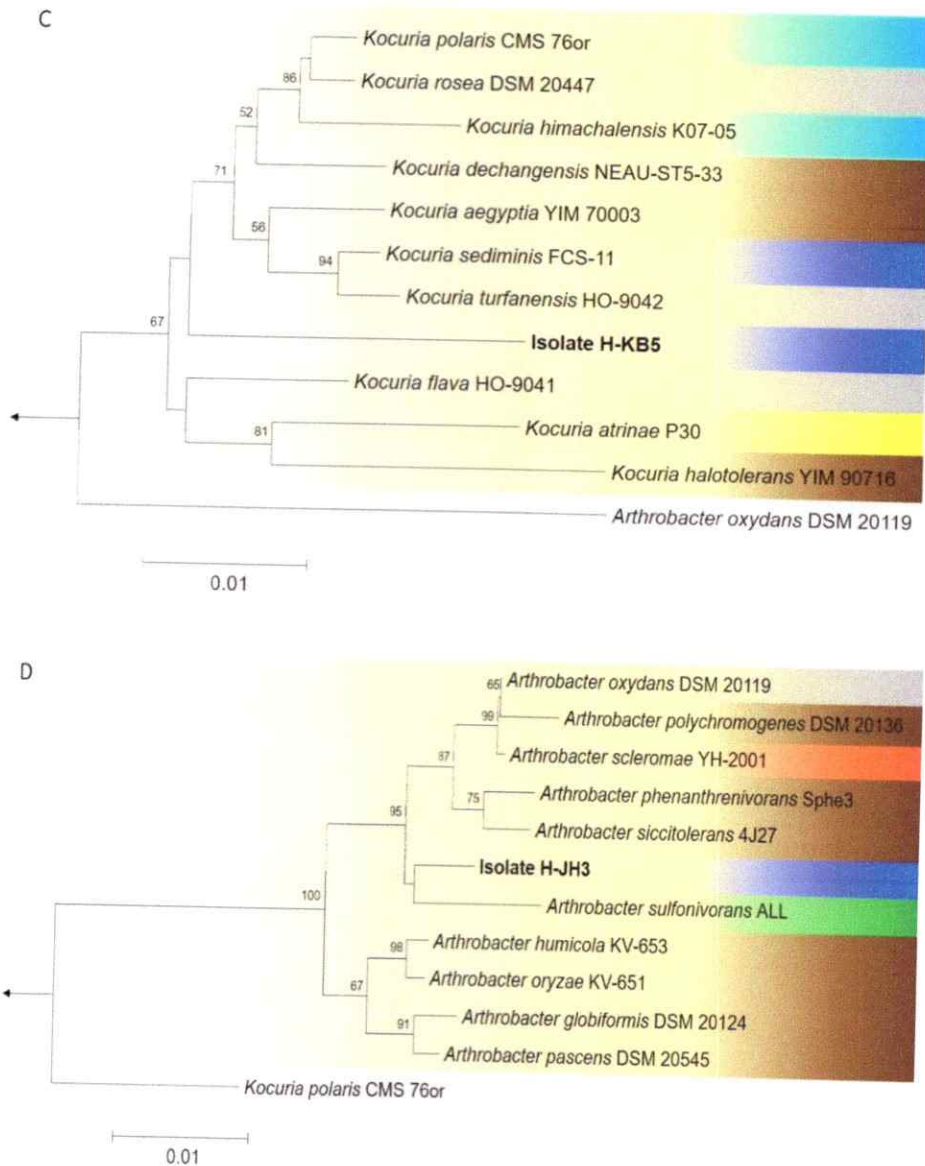 C
Kocuria polaris CMS 76or
86
Kocuria rosea DSM 20447
52
Kocuria himachalensis K07-05
71
Kocuria dechangensis NEAU-ST5-33
Kocuria aegyptia YIM 70003
56
Kocuria sediminis FCS-11
94
Kocuria turfanensis HO-9042
67
Isolate H-KB5
Kocuria flava HO-9041
Kocuria atrinae P30
81
Kocuria halotolerans YIM 90716
Arthrobacter oxydans DSM 20119
0.01
D
65
Arthrobacter oxydans DSM 20119
99
Arthrobacter polychromogenes DSM 20136
87
Arthrobacter scleromae YH-2001
75
Arthrobacter phenanthrenivorans Sphe3
95
Arthrobacter siccitolerans 4J27
Isolate H-JH3
100
Arthrobacter sulfonivorans ALL
98
Arthrobacter humicola KV-653
67
Arthrobacter oryzae KV-651
91
Arthrobacter globiformis DSM 20124
Arthrobacter pascens DSM 20545
Kocuria polaris CMS 76or
0.01